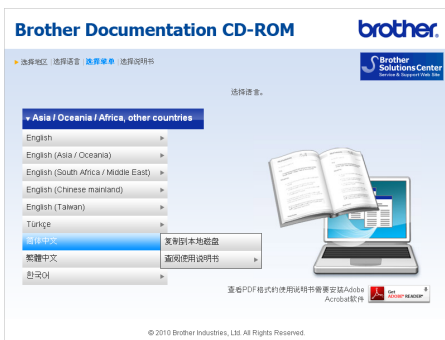 Brother Documentation CD-ROM
brother
选择地区 | 选择语言 | 选择菜单 | 选择说明书
Brother
Solutions Center
Service & Support Web Site
选择语言。
Asia / Oceania / Africa, other countries
English
English (Asia / Oceania)
English (South Africa / Middle East)
English (Chinese mainland)
English (Taiwan)
Türkçe
简体中文
复制到本地磁盘
繁體中文
查阅使用说明书
한국어
查看PDF格式的使用说明书需要安装Adobe
Acrobat软件
Get
ADOBE® READER®
© 2010 Brother Industries, Ltd. All Rights Reserved.